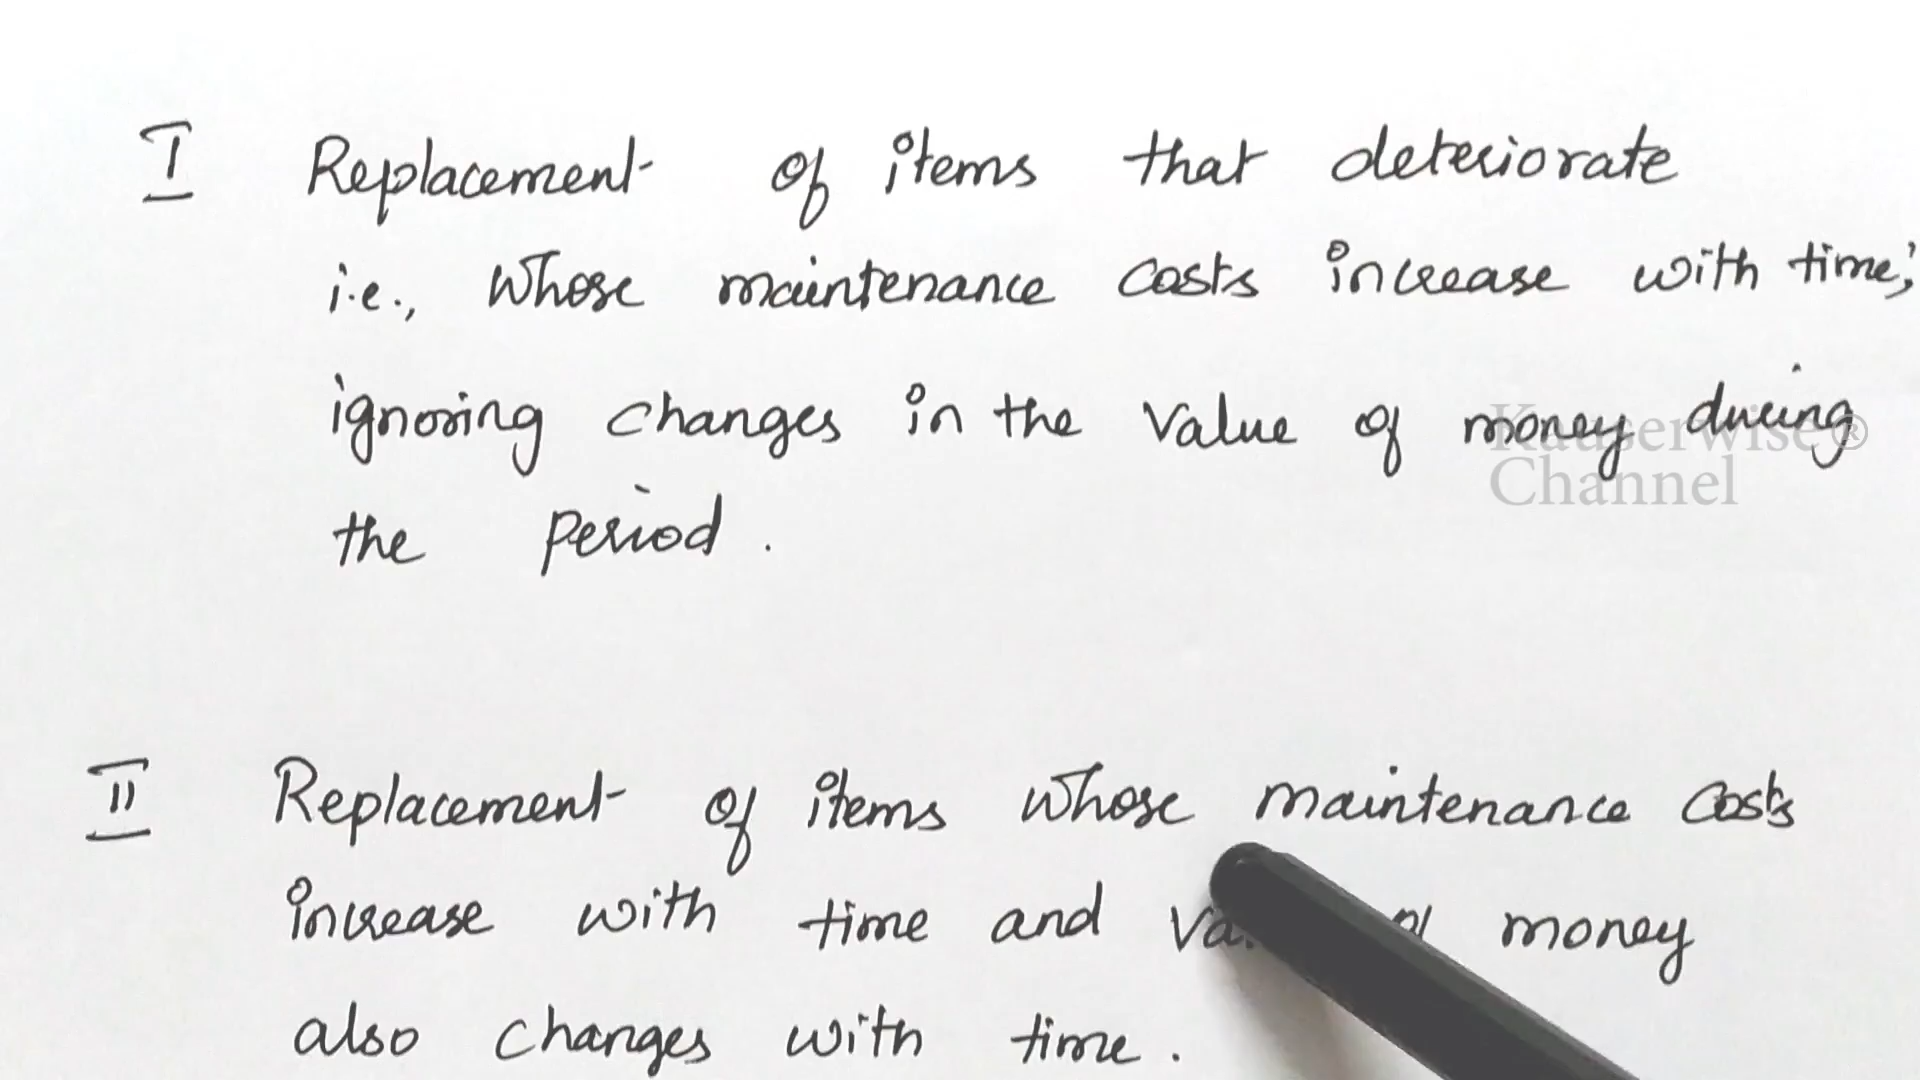 I Replacement of items that deteriorate
i.e., whose maintenance costs increase with time;
ignoring changes in the value of money during
the period.
Kauserwise®
Channel
II Replacement of items whose maintenance costs
increase with time and of money
also changes with time.